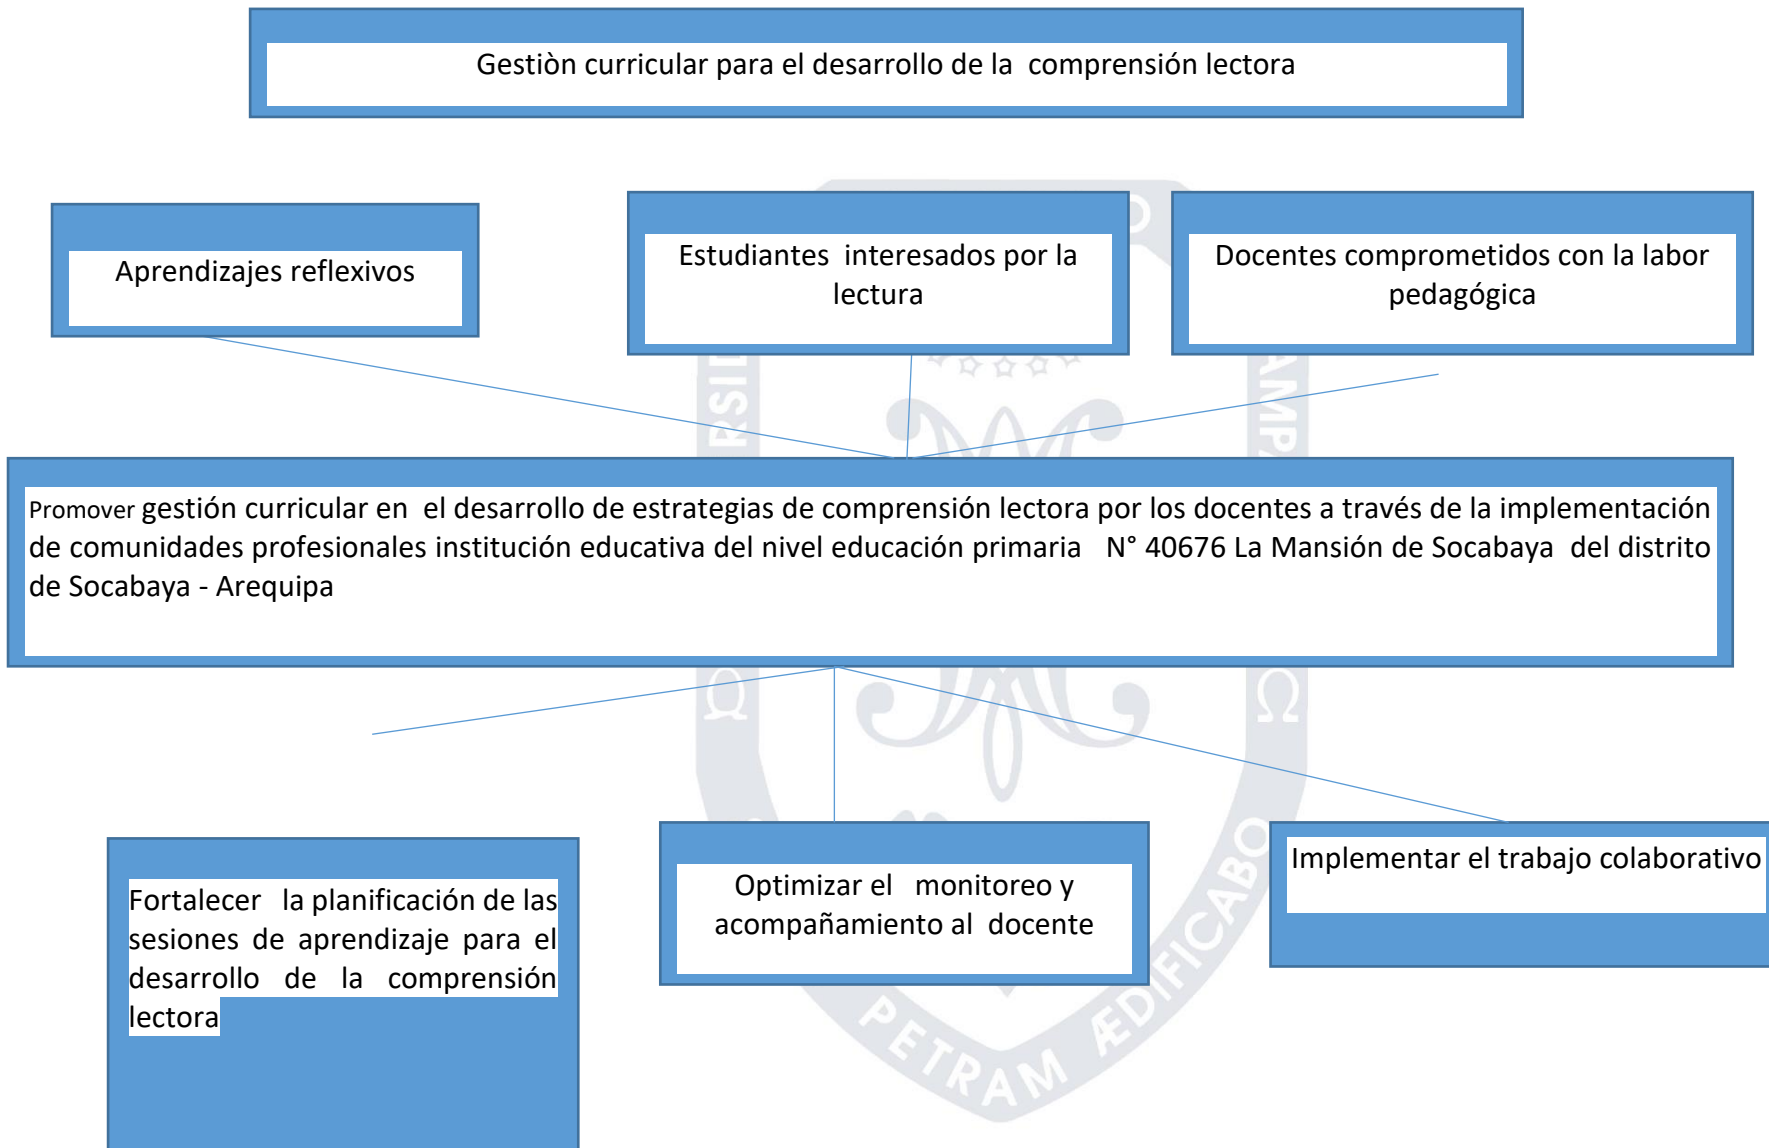 Gestiòn curricular para el desarrollo de la comprensión lectora
Aprendizajes reflexivos
Estudiantes interesados por la
lectura
Docentes comprometidos con la labor
pedagógica
Promover gestión curricular en el desarrollo de estrategias de comprensión lectora por los docentes a través de la implementación
de comunidades profesionales institución educativa del nivel educación primaria N° 40676 La Mansión de Socabaya del distrito
de Socabaya - Arequipa
Fortalecer la planificación de las
sesiones de aprendizaje para el
desarrollo de la comprensión
lectora
Optimizar el monitoreo y
acompañamiento al docente
Implementar el trabajo colaborativo
PETRAM ÆDIFICABO